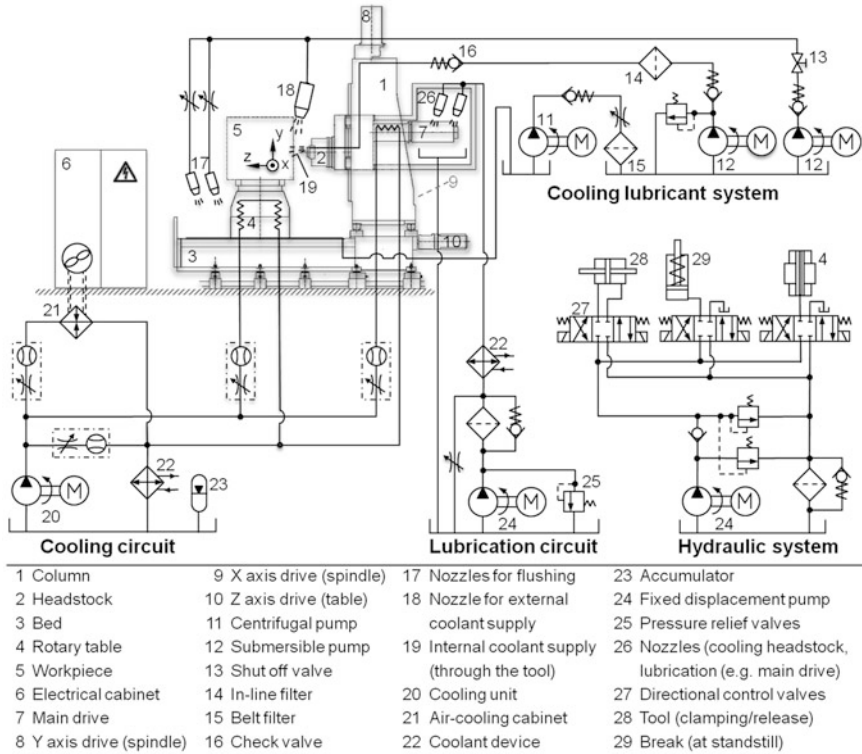 8
16
13
18
14
26
1
11
M
5
y
7
6
z
x
2
M
M
17
15
12
12
19
9
Cooling lubricant system
4
10
3
28
29
4
27
21
22
22
23
25
M
M
M
20
24
24
Cooling circuit
Lubrication circuit
Hydraulic system
1 Column
2 Headstock
3 Bed
4 Rotary table
5 Workpiece
6 Electrical cabinet
7 Main drive
8 Y axis drive (spindle)
9 X axis drive (spindle)
10 Z axis drive (table)
11 Centrifugal pump
12 Submersible pump
13 Shut off valve
14 In-line filter
15 Belt filter
16 Check valve
17 Nozzles for flushing
18 Nozzle for external
coolant supply
19 Internal coolant supply
(through the tool)
20 Cooling unit
21 Air-cooling cabinet
22 Coolant device
23 Accumulator
24 Fixed displacement pump
25 Pressure relief valves
26 Nozzles (cooling headstock,
lubrication (e.g. main drive)
27 Directional control valves
28 Tool (clamping/release)
29 Break (at standstill)